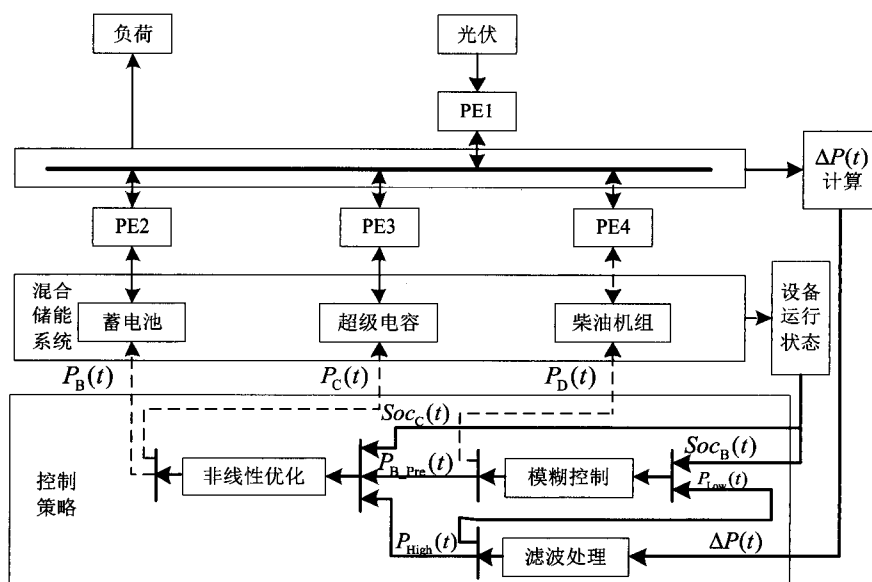 负荷
光伏
PE1
ΔP(t)
计算
PE2
PE3
PE4
混合
储能
系统
蓄电池
超级电容
柴油机组
设备
运行
状态
P_B(t)
P_C(t)
P_D(t)
Soc_C(t)
Soc_B(t)
控制
策略
非线性优化
P_B_Pre(t)
模糊控制
P_Low(t)
P_High(t)
滤波处理
ΔP(t)